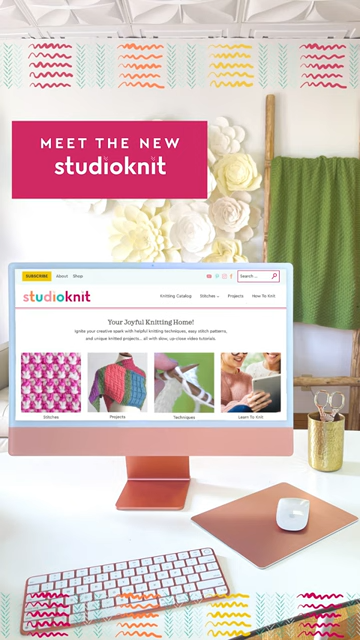 MEET THE NEW
studioknit
SUBSCRIBE About Shop
Search ...
studioknit
Knitting Catalog Stitches Projects How To Knit
Your Joyful Knitting Home!
Ignite your creative spark with helpful knitting techniques, easy stitch patterns,
and unique knitted projects... all with slow, up-close video tutorials.
Stitches Projects Techniques Learn To Knit